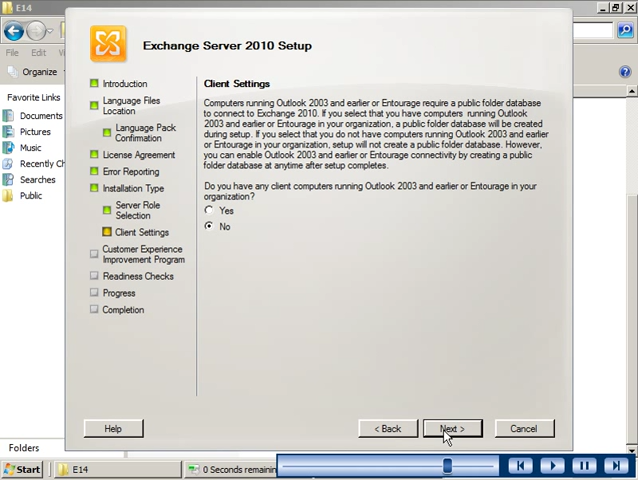 E14
Exchange Server 2010 Setup
File
Edit
Organize
Favorite Links
Documents
Pictures
Music
Recently Ch
Searches
Public
Folders
Introduction
Language Files
Location
Language Pack
Confirmation
License Agreement
Error Reporting
Installation Type
Server Role
Selection
Client Settings
Customer Experience
Improvement Program
Readiness Checks
Progress
Completion
Client Settings
Computers running Outlook 2003 and earlier or Entourage require a public folder database
to connect to Exchange 2010. If you select that you have computers running Outlook
2003 and earlier or Entourage in your organization, a public folder database will be created
during setup. If you select that you do not have computers running Outlook 2003 and earlier
or Entourage in your organization, setup will not create a public folder database. However,
you can enable Outlook 2003 and earlier or Entourage connectivity by creating a public
folder database at anytime after setup completes.
Do you have any client computers running Outlook 2003 and earlier or Entourage in your
organization?
Yes
No
Help
< Back
Next >
Cancel
Start
E14
0 Seconds remainin